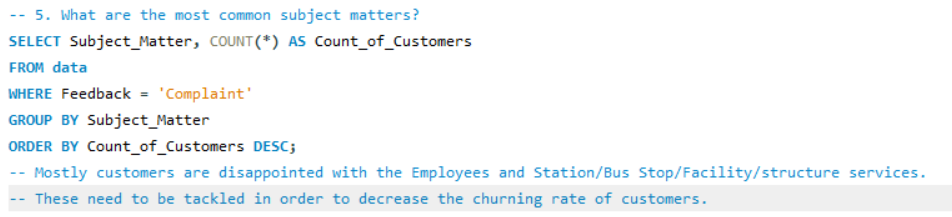 -- 5. What are the most common subject matters?
SELECT Subject_Matter, COUNT(*) AS Count_of_Customers
FROM data
WHERE Feedback = 'Complaint'
GROUP BY Subject_Matter
ORDER BY Count_of_Customers DESC;
-- Mostly customers are disappointed with the Employees and Station/Bus Stop/Facility/structure services.
-- These need to be tackled in order to decrease the churning rate of customers.